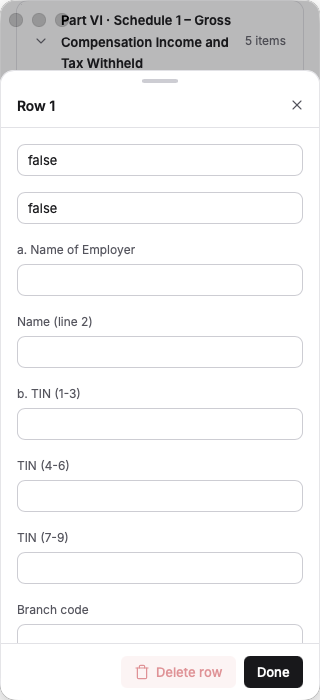 Part VI · Schedule 1 – Gross
Compensation Income and
Tax Withheld
5 items
Row 1
false
false
a. Name of Employer
Name (line 2)
b. TIN (1-3)
TIN (4-6)
TIN (7-9)
Branch code
Delete row
Done